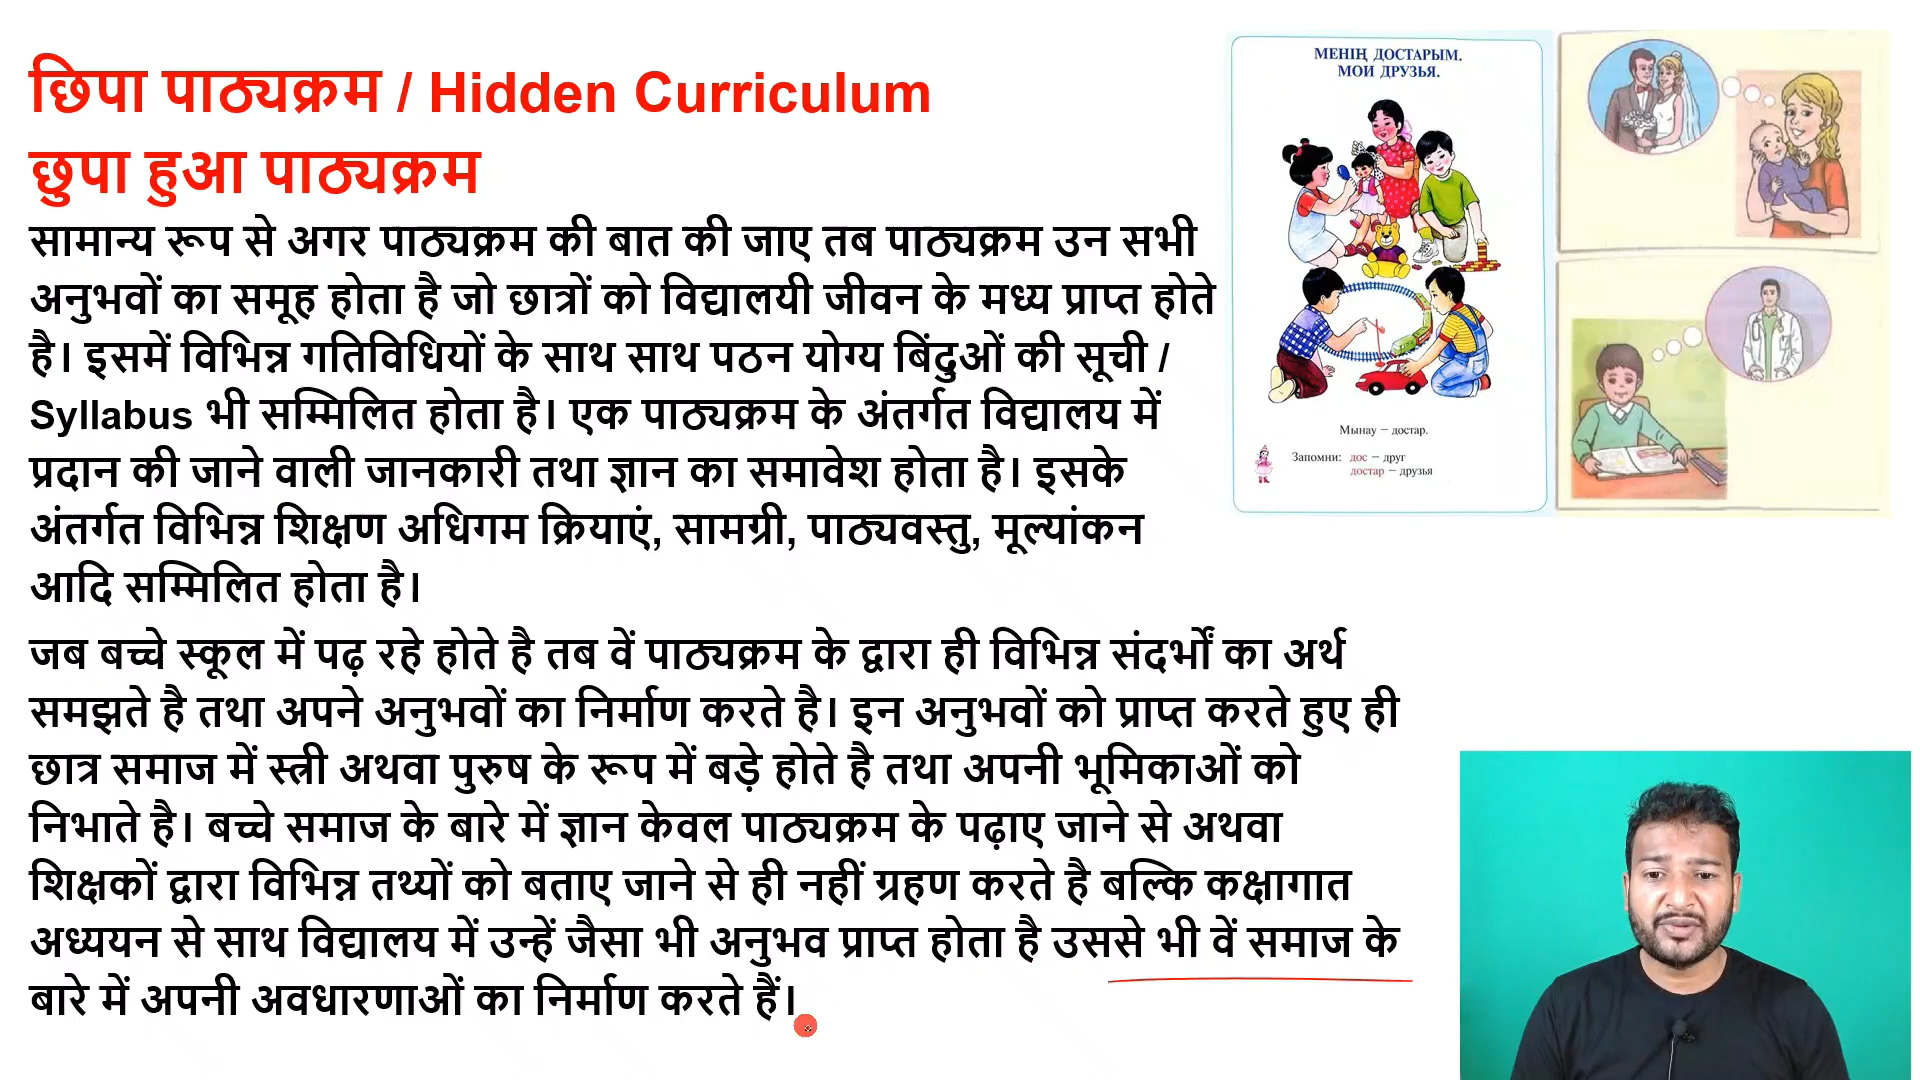 छिपा पाठ्यक्रम / Hidden Curriculum
छुपा हुआ पाठ्यक्रम
सामान्य रूप से अगर पाठ्यक्रम की बात की जाए तब पाठ्यक्रम उन सभी
अनुभवों का समूह होता है जो छात्रों को विद्यालयी जीवन के मध्य प्राप्त होते
है। इसमें विभिन्न गतिविधियों के साथ साथ पठन योग्य बिंदुओं की सूची /
Syllabus भी सम्मिलित होता है। एक पाठ्यक्रम के अंतर्गत विद्यालय में
प्रदान की जाने वाली जानकारी तथा ज्ञान का समावेश होता है। इसके
अंतर्गत विभिन्न शिक्षण अधिगम क्रियाएं, सामग्री, पाठ्यवस्तु, मूल्यांकन
आदि सम्मिलित होता है।
जब बच्चे स्कूल में पढ़ रहे होते है तब वें पाठ्यक्रम के द्वारा ही विभिन्न संदर्भों का अर्थ
समझते है तथा अपने अनुभवों का निर्माण करते है। इन अनुभवों को प्राप्त करते हुए ही
छात्र समाज में स्त्री अथवा पुरुष के रूप में बड़े होते है तथा अपनी भूमिकाओं को
निभाते है। बच्चे समाज के बारे में ज्ञान केवल पाठ्यक्रम के पढ़ाए जाने से अथवा
शिक्षकों द्वारा विभिन्न तथ्यों को बताए जाने से ही नहीं ग्रहण करते है बल्कि कक्षागात
अध्ययन से साथ विद्यालय में उन्हें जैसा भी अनुभव प्राप्त होता है उससे भी वें समाज के
बारे में अपनी अवधारणाओं का निर्माण करते हैं।
МЕНІҢ ДОСТАРЫМ.
МОИ ДРУЗЬЯ.
Мынау – достар.
Запомни: дос – друг
достар – друзья